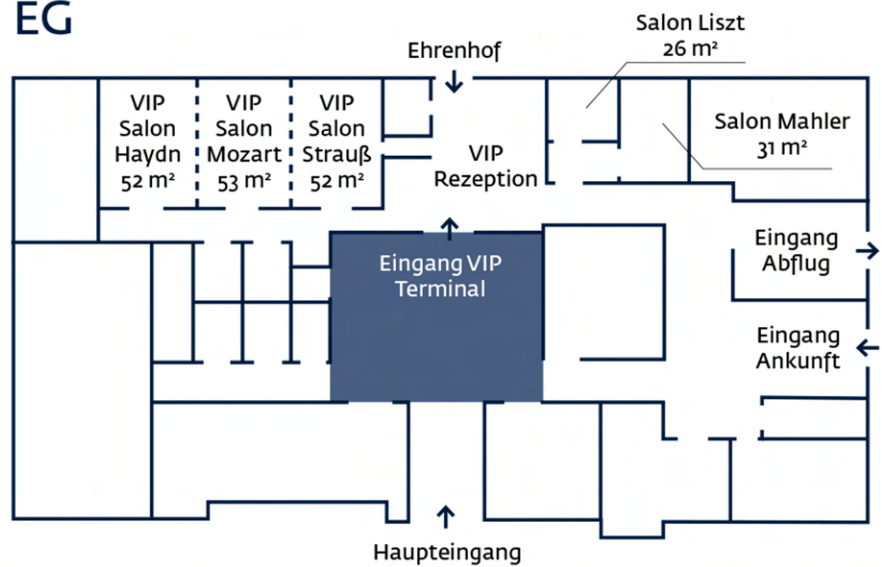 EG
Ehrenhof
Salon Liszt
26 m²
VIP
Salon
Haydn
52 m²
VIP
Salon
Mozart
53 m²
VIP
Salon
Strauß
52 m²
VIP
Rezeption
Salon Mahler
31 m²
Eingang VIP
Terminal
Eingang
Abflug
Eingang
Ankunft
Haupteingang